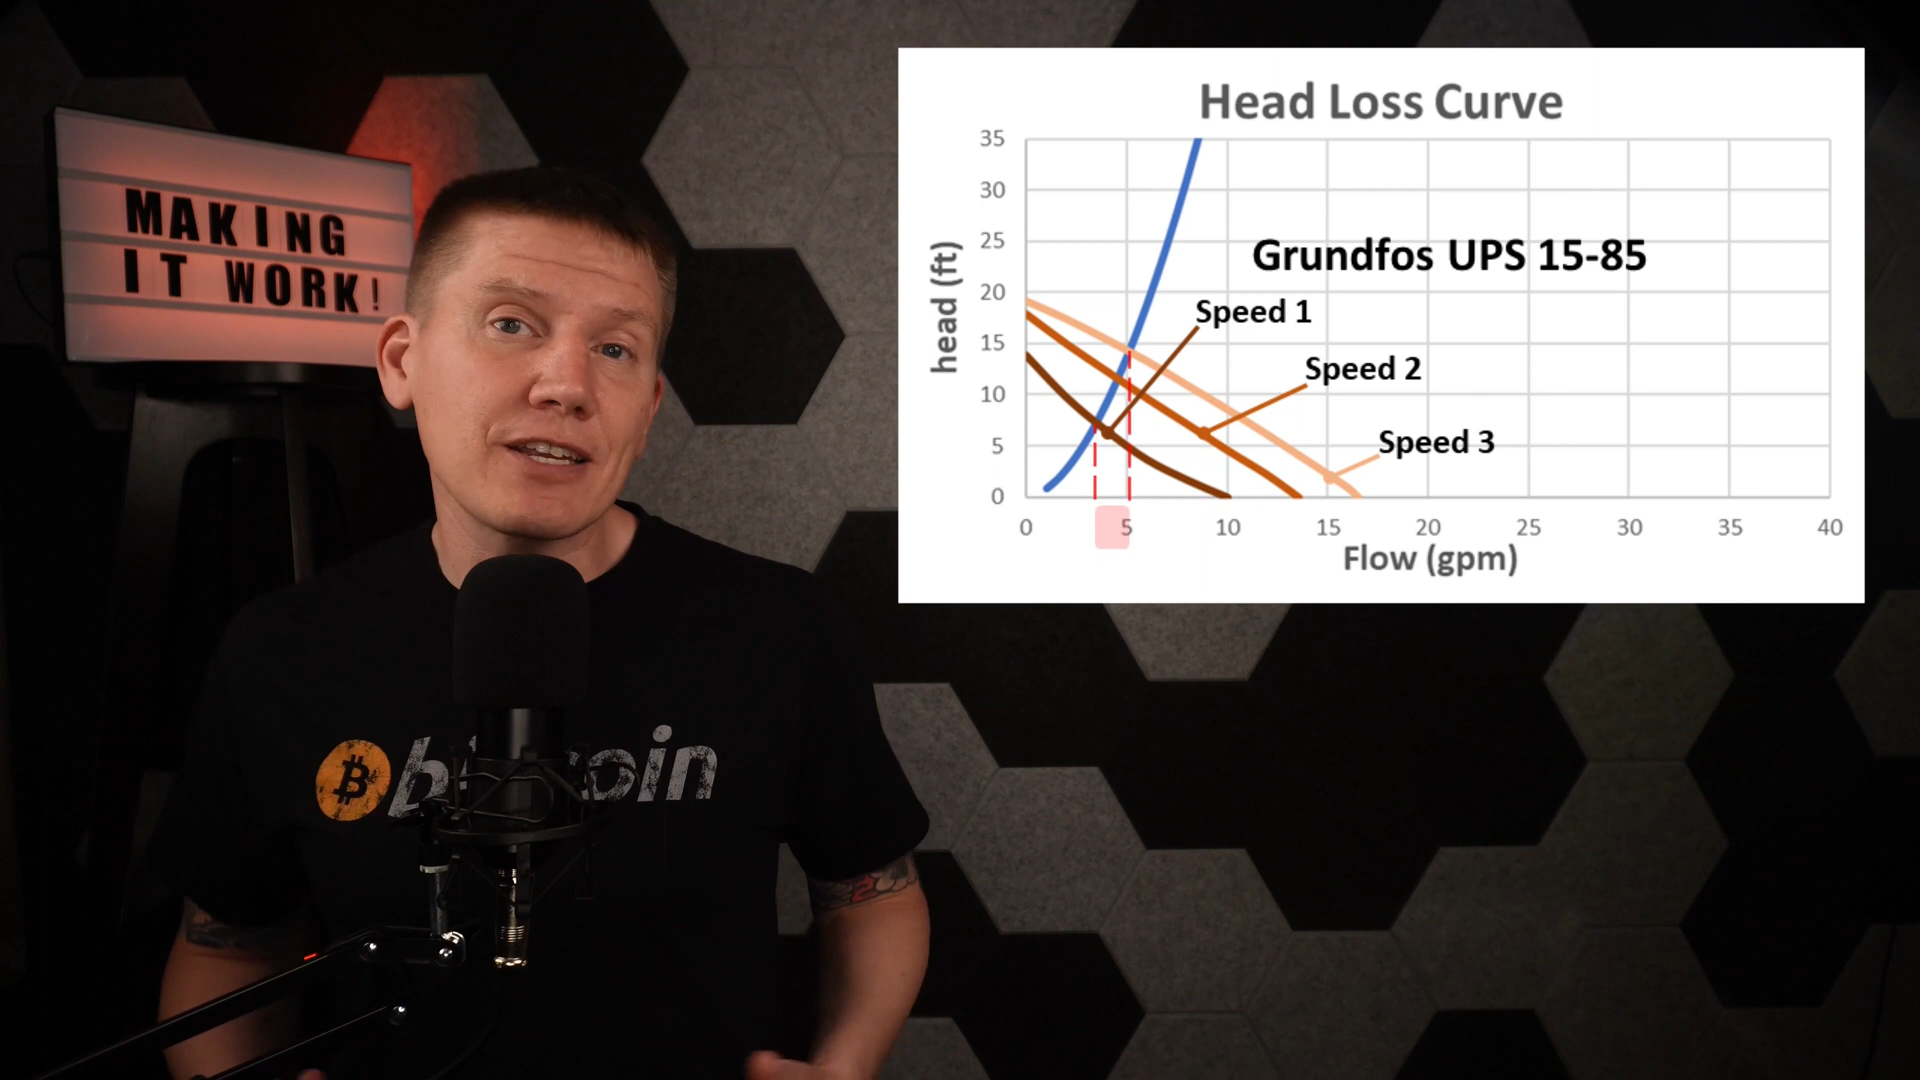 MAKING
IT WORK!
Head Loss Curve
35
30
25
20
15
10
5
0
head (ft)
Grundfos UPS 15-85
Speed 1
Speed 2
Speed 3
0 5 10 15 20 25 30 35 40
Flow (gpm)